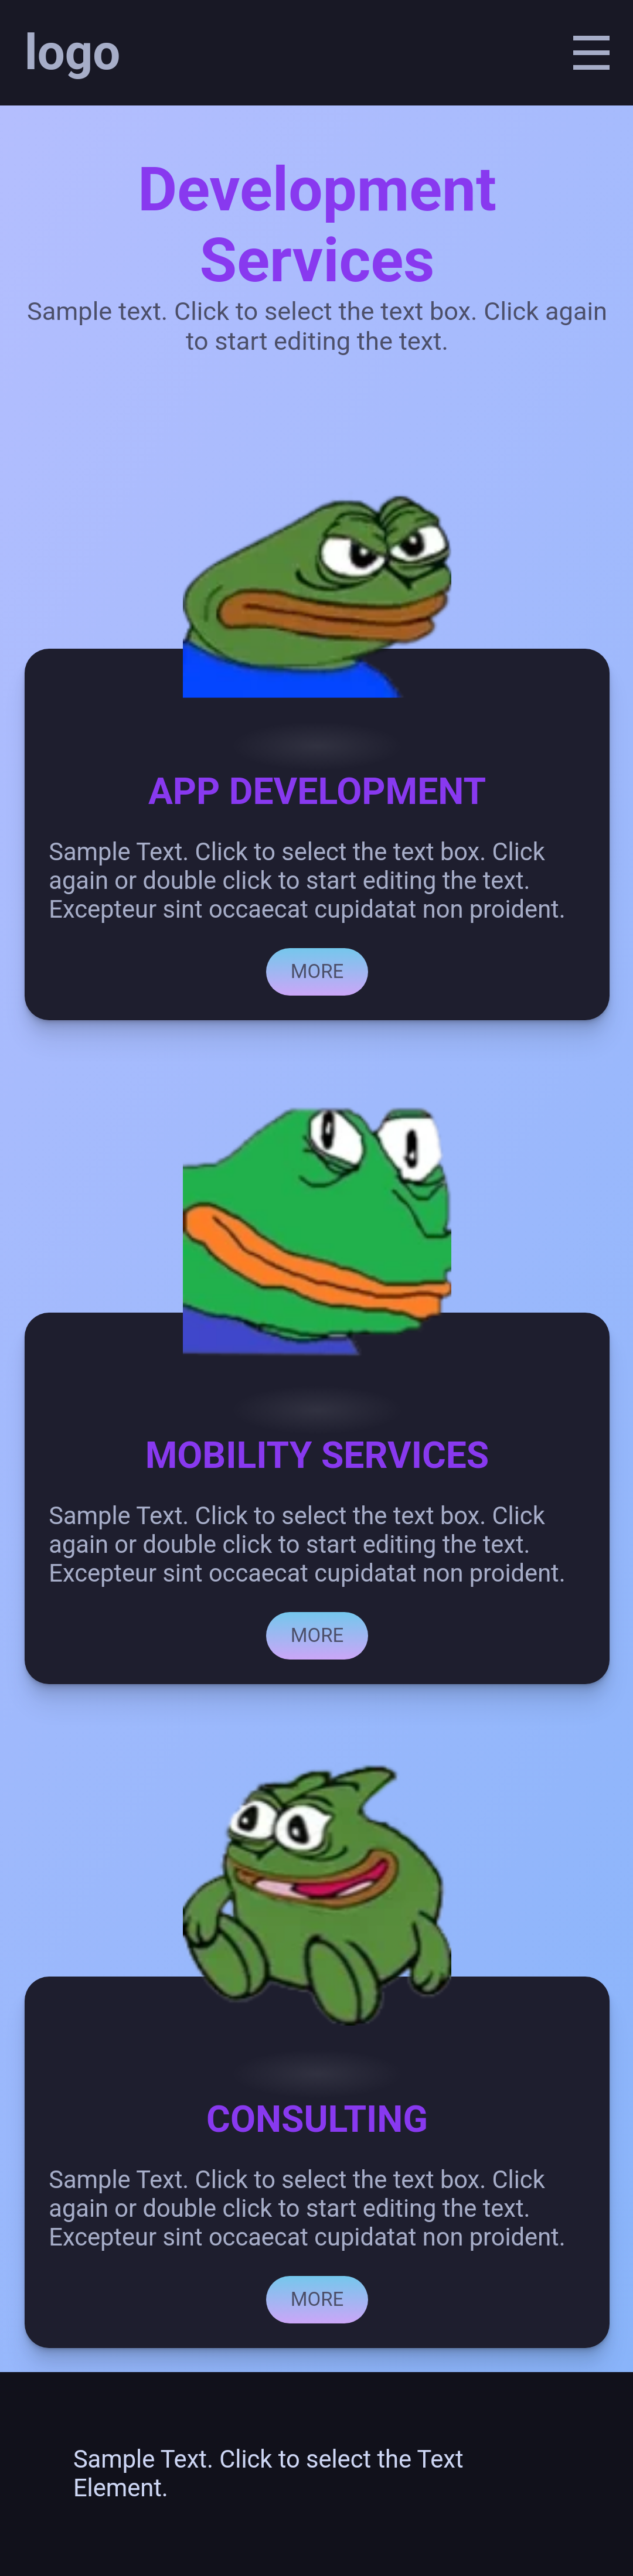 logo
Development
Services
Sample text. Click to select the text box. Click again
to start editing the text.
APP DEVELOPMENT
Sample Text. Click to select the text box. Click
again or double click to start editing the text.
Excepteur sint occaecat cupidatat non proident.
MORE
MOBILITY SERVICES
Sample Text. Click to select the text box. Click
again or double click to start editing the text.
Excepteur sint occaecat cupidatat non proident.
MORE
CONSULTING
Sample Text. Click to select the text box. Click
again or double click to start editing the text.
Excepteur sint occaecat cupidatat non proident.
MORE
Sample Text. Click to select the Text
Element.